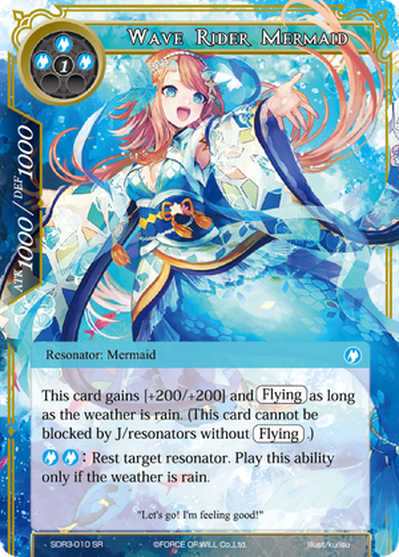 Wave Rider Mermaid
1
ATK 1000 / DEF 1000
Resonator: Mermaid
This card gains [+200/+200] and Flying as long
as the weather is rain. (This card cannot be
blocked by J/resonators without Flying .)
: Rest target resonator. Play this ability
only if the weather is rain.
"Let's go! I'm feeling good!"
SDR3-010 SR
©FORCE OF WILL Co.,Ltd.
Illust/kurisu